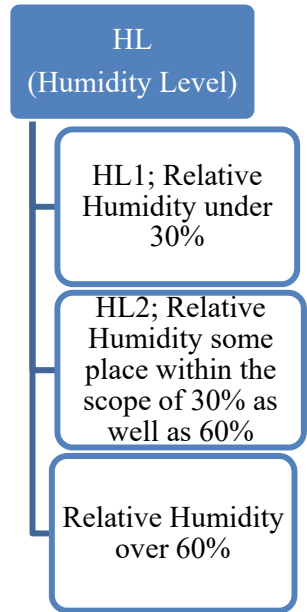 HL
(Humidity Level)
HL1; Relative
Humidity under
30%
HL2; Relative
Humidity some
place within the
scope of 30% as
well as 60%
Relative Humidity
over 60%